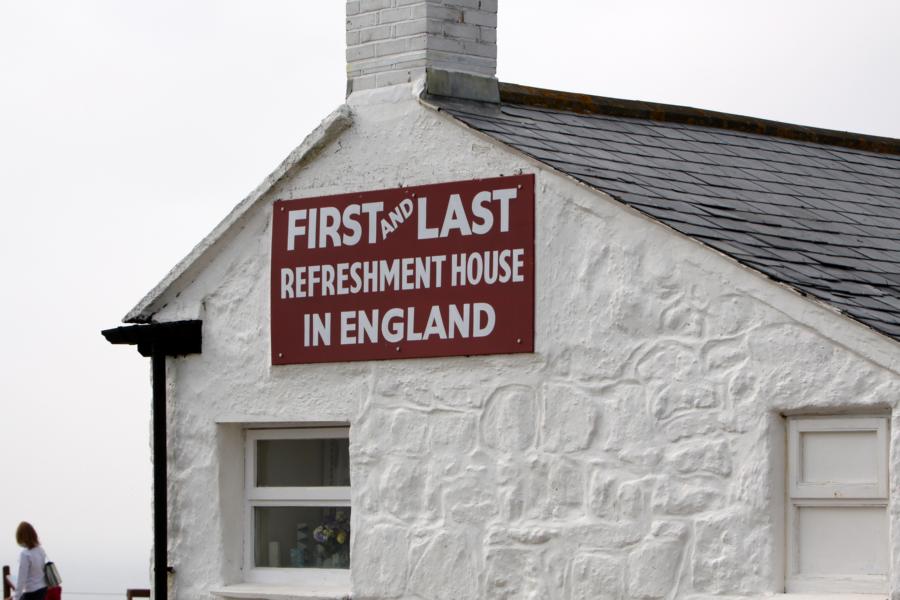 FIRST AND LAST
REFRESHMENT HOUSE
IN ENGLAND